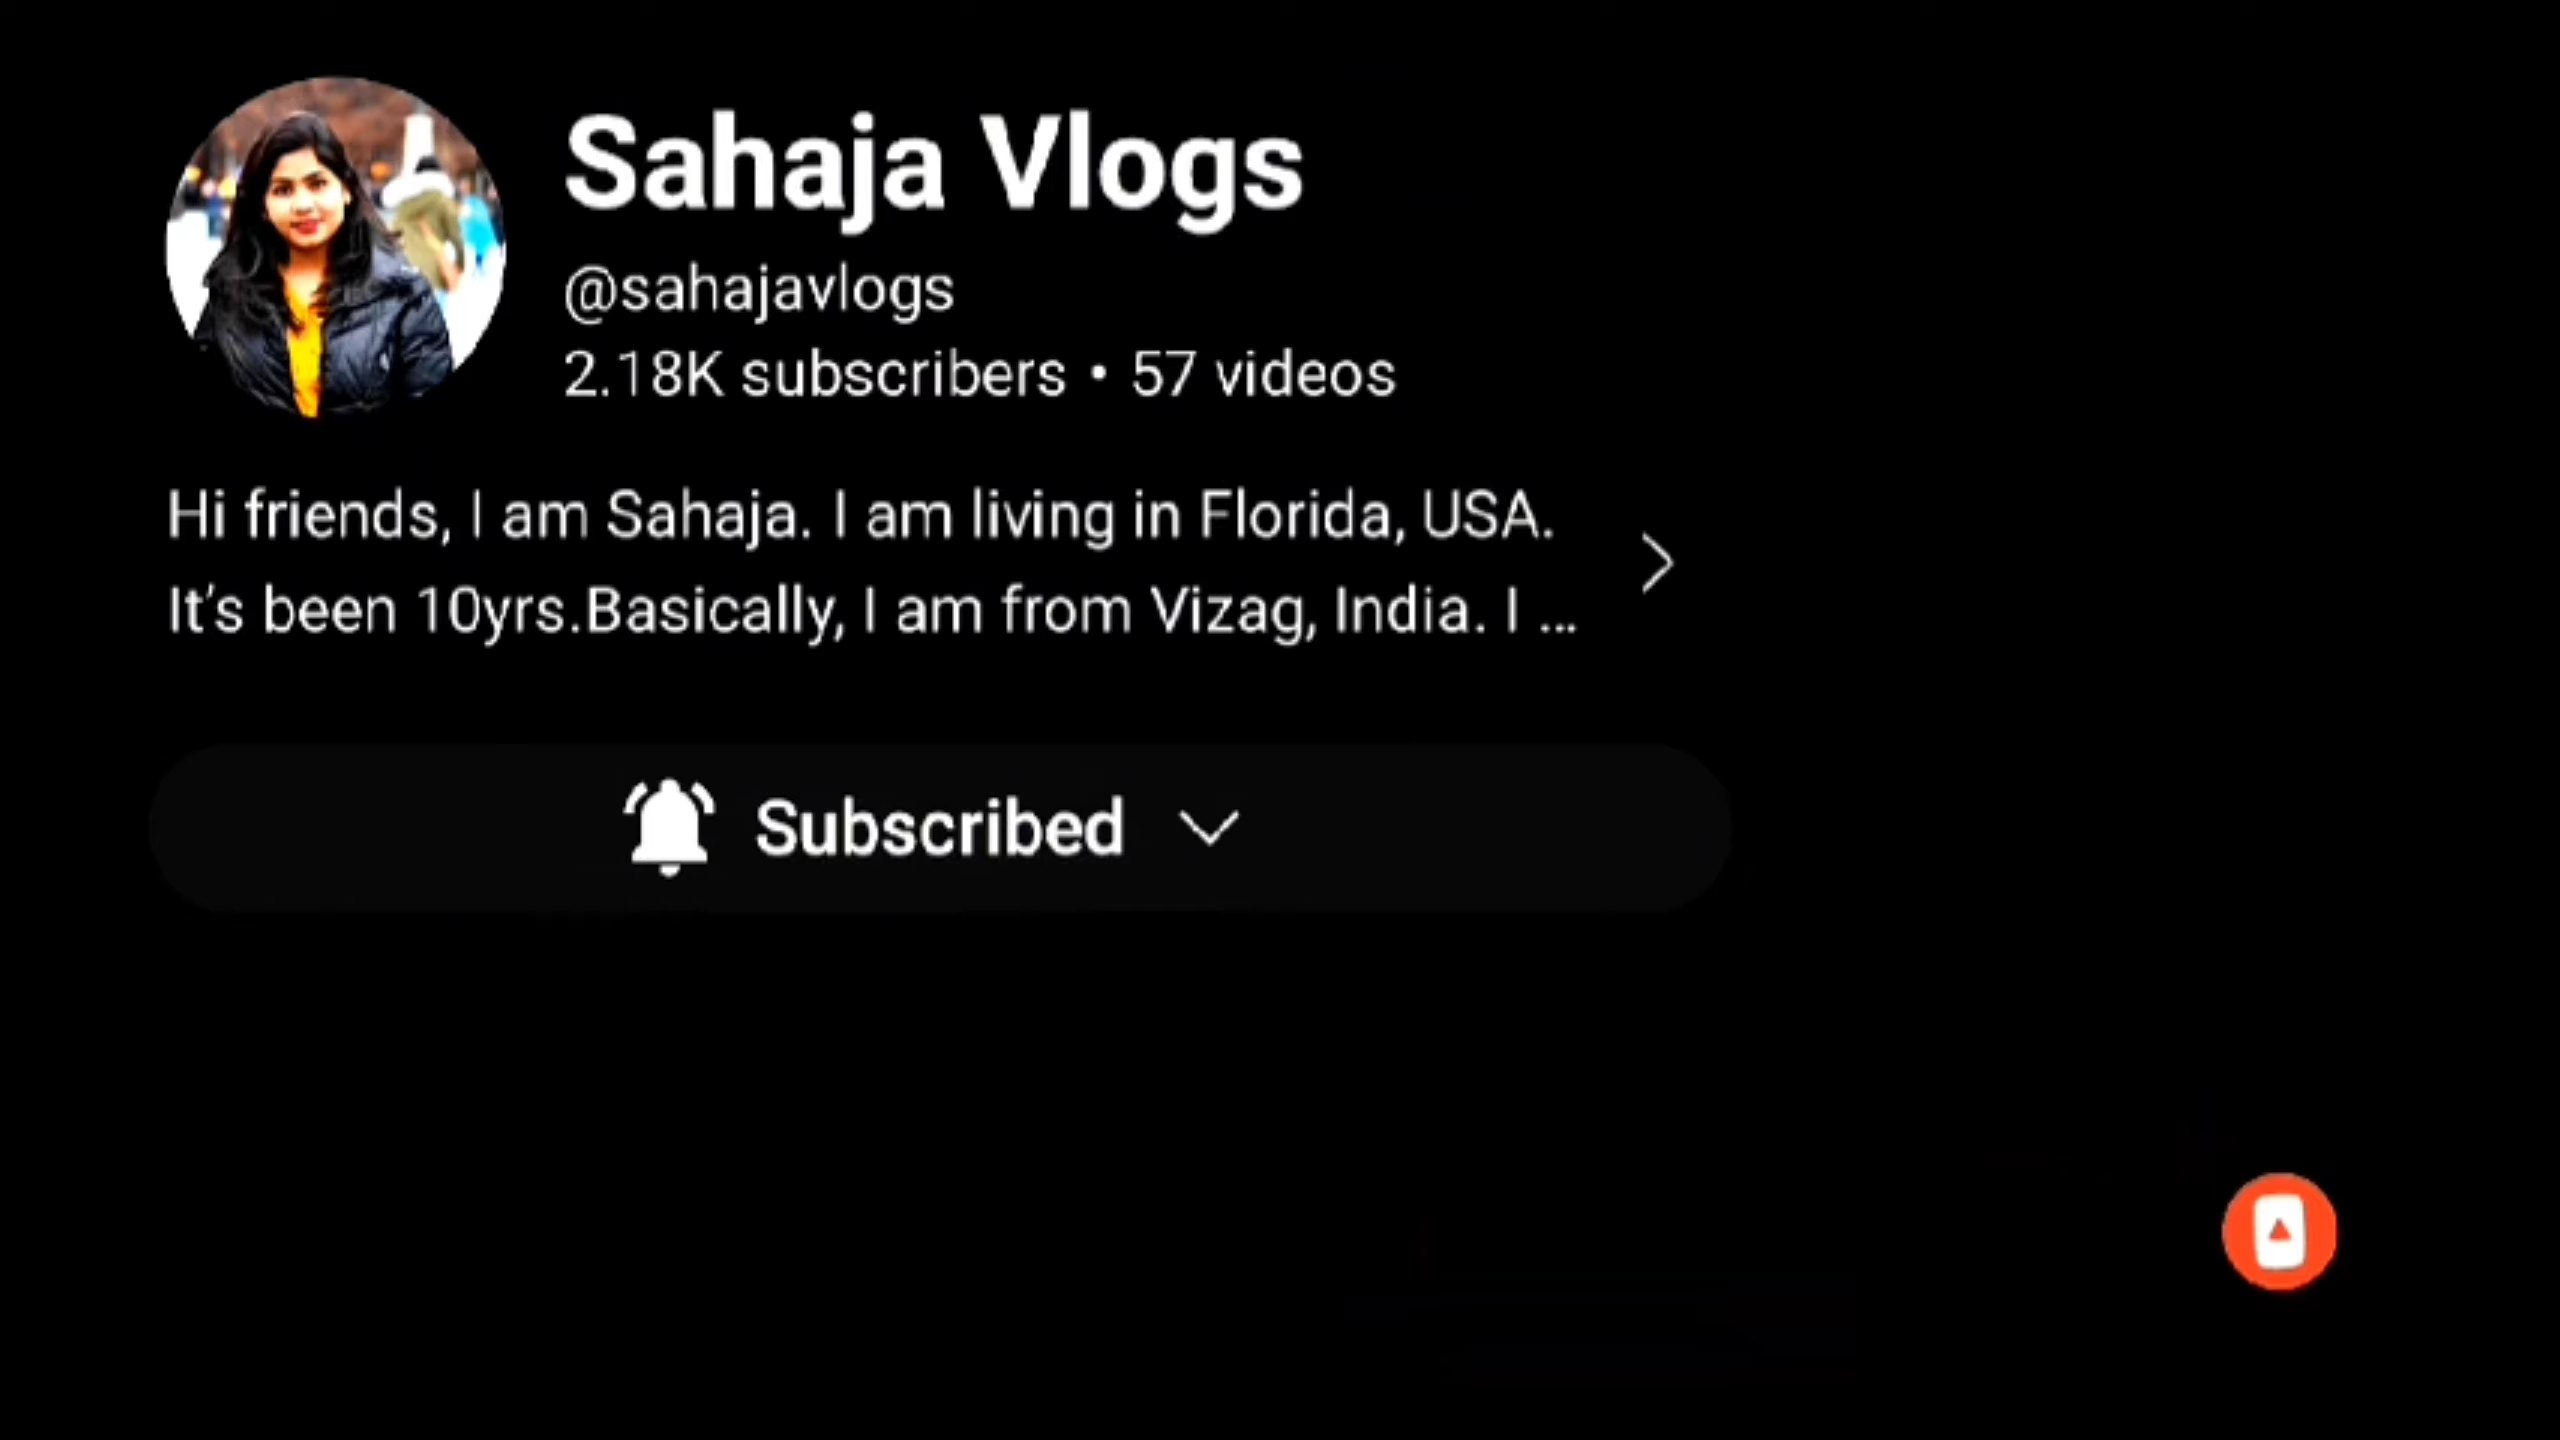 Sahaja Vlogs
@sahajavlogs
2.18K subscribers • 57 videos
Hi friends, I am Sahaja. I am living in Florida, USA.
It's been 10yrs.Basically, I am from Vizag, India. I ...
Subscribed